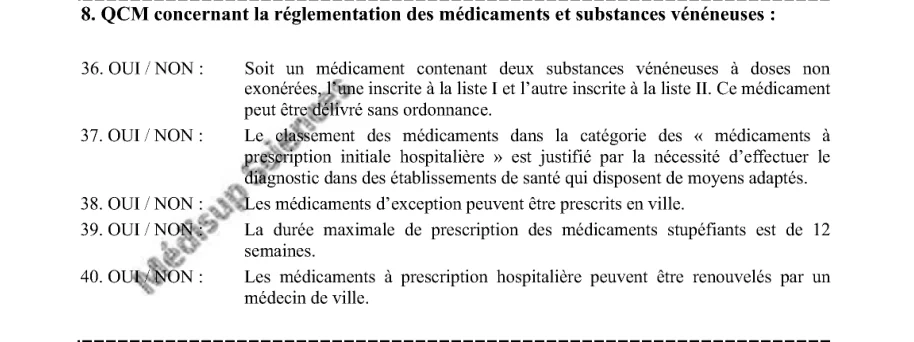 8. QCM concernant la réglementation des médicaments et substances vénéneuses :
36. OUI / NON : Soit un médicament contenant deux substances vénéneuses à doses non
exonérées, l'une inscrite à la liste I et l'autre inscrite à la liste II. Ce médicament
peut être délivré sans ordonnance.
37. OUI / NON : Le classement des médicaments dans la catégorie des « médicaments à
prescription initiale hospitalière » est justifié par la nécessité d'effectuer le
diagnostic dans des établissements de santé qui disposent de moyens adaptés.
38. OUI / NON : Les médicaments d'exception peuvent être prescrits en ville.
39. OUI / NON : La durée maximale de prescription des médicaments stupéfiants est de 12
semaines.
40. OUI / NON : Les médicaments à prescription hospitalière peuvent être renouvelés par un
médecin de ville.
Médisup Sciences